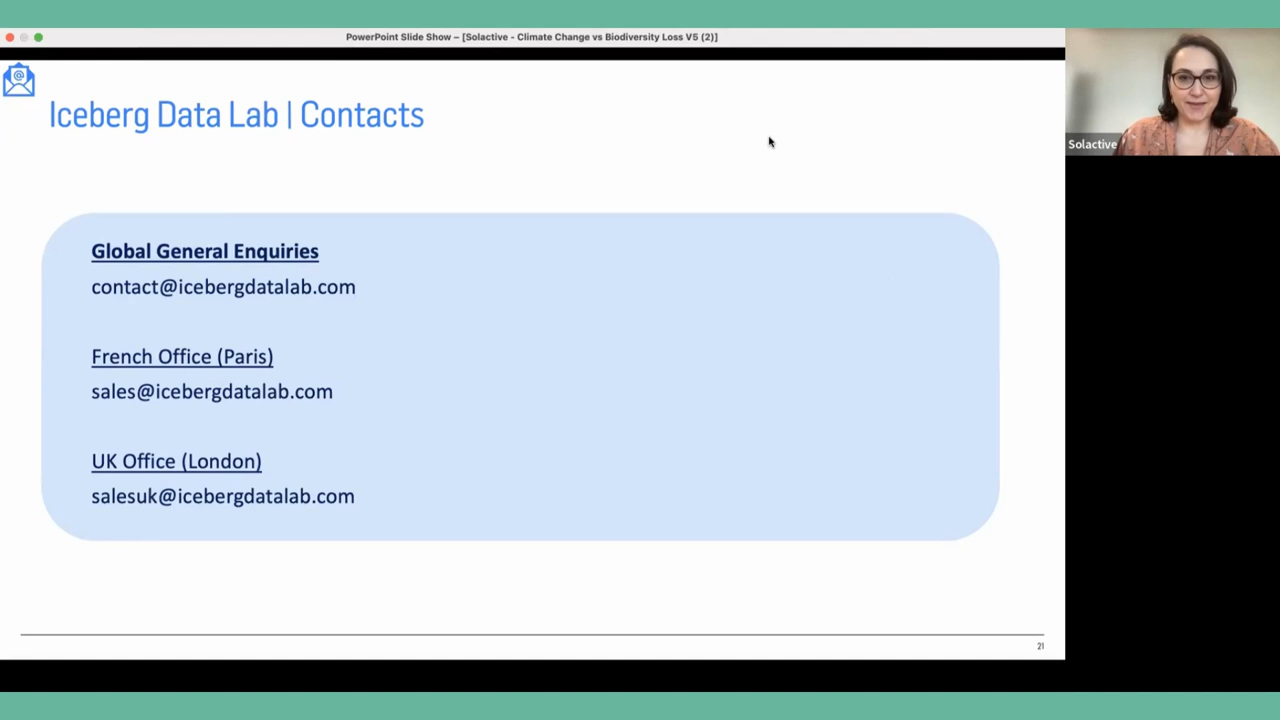 PowerPoint Slide Show – [Solactive - Climate Change vs Biodiversity Loss V5 (2)]
Iceberg Data Lab | Contacts
Solactive
Global General Enquiries
contact@icebergdatalab.com
French Office (Paris)
sales@icebergdatalab.com
UK Office (London)
salesuk@icebergdatalab.com
21